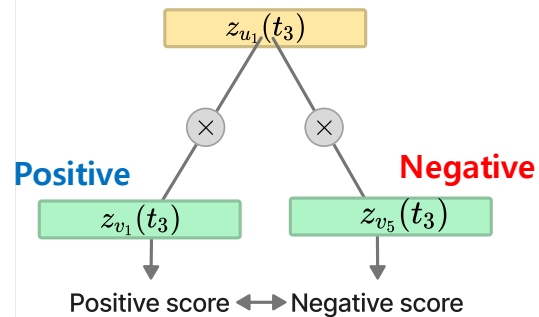 z_{u_1}(t_3)
× ×
Positive Negative
z_{v_1}(t_3) z_{v_5}(t_3)
Positive score Negative score